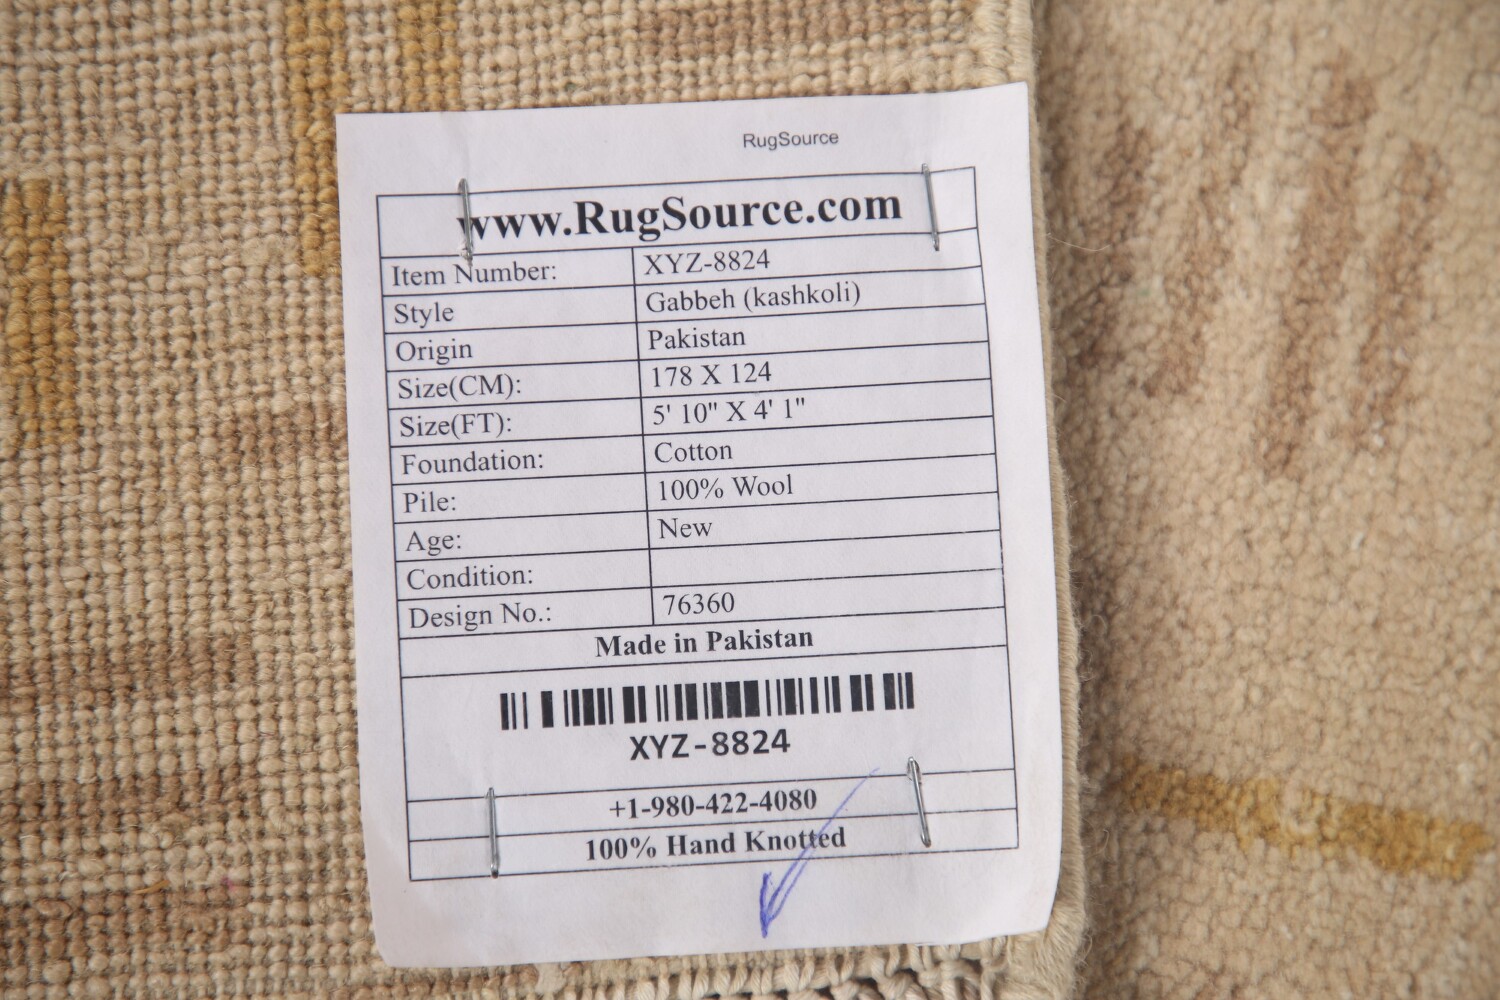 RugSource
www.RugSource.com
Item Number: XYZ-8824
Style Gabbeh (kashkoli)
Origin Pakistan
Size(CM): 178 X 124
Size(FT): 5' 10" X 4' 1"
Foundation: Cotton
Pile: 100% Wool
Age: New
Condition:
Design No.: 76360
Made in Pakistan
XYZ-8824
+1-980-422-4080
100% Hand Knotted